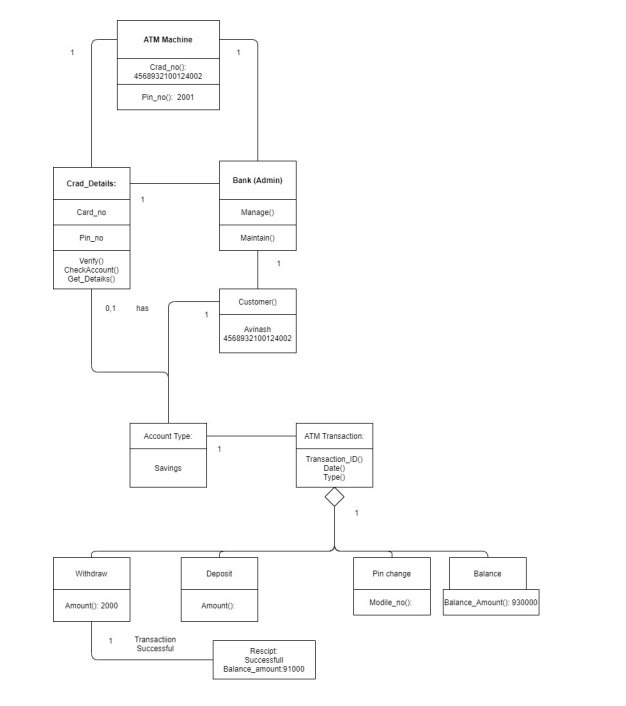 ATM Machine
1
1
Crad_no():
4568932100124002
Pin_no(): 2001
Crad_Details:
Bank (Admin)
1
Card_no
Manage()
Pin_no
Maintain()
Verify()
CheckAccount()
Get_Detaiks()
1
0,1 has
Customer()
1
Avinash
4568932100124002
Account Type:
ATM Transaction:
1
Savings
Transaction_ID()
Date()
Type()
1
Withdraw
Deposit
Pin change
Balance
Amount(): 2000
Amount():
Modile_no():
Balance_Amount(): 930000
1
Transactiion
Successful
Rescipt:
Successfull
Balance_amount:91000